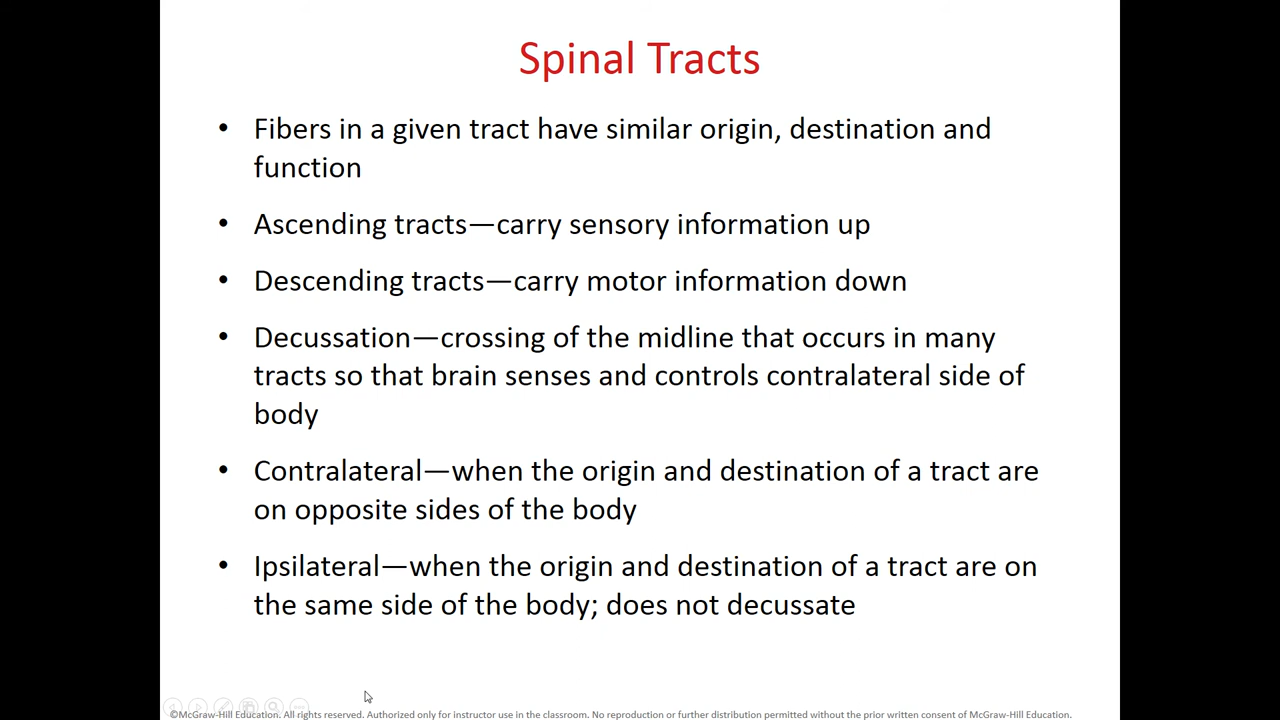 Spinal Tracts
• Fibers in a given tract have similar origin, destination and
function
• Ascending tracts—carry sensory information up
• Descending tracts—carry motor information down
• Decussation—crossing of the midline that occurs in many
tracts so that brain senses and controls contralateral side of
body
• Contralateral—when the origin and destination of a tract are
on opposite sides of the body
• Ipsilateral—when the origin and destination of a tract are on
the same side of the body; does not decussate
©McGraw-Hill Education. All rights reserved. Authorized only for instructor use in the classroom. No reproduction or further distribution permitted without the prior written consent of McGraw-Hill Education.